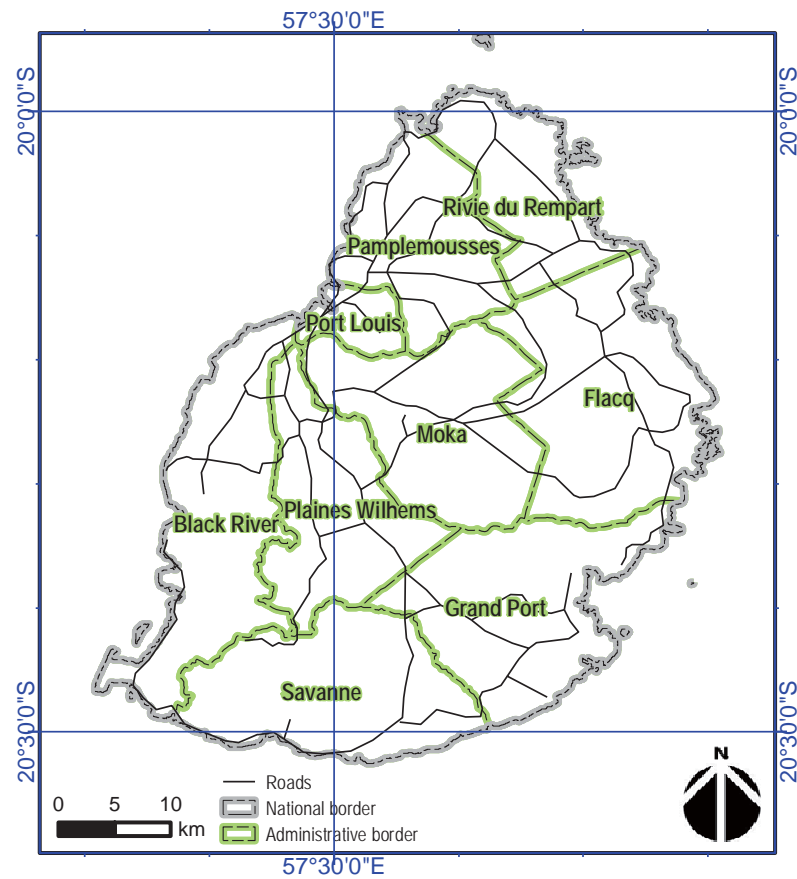 57°30'0"E
20°0'0"S
20°0'0"S
Rivie du Rempart
Pamplemousses
Port Louis
Flacq
Moka
Plaines Wilhems
Black River
Grand Port
Savanne
20°30'0"S
20°30'0"S
N
Roads
0 5 10
km
National border
Administrative border
57°30'0"E